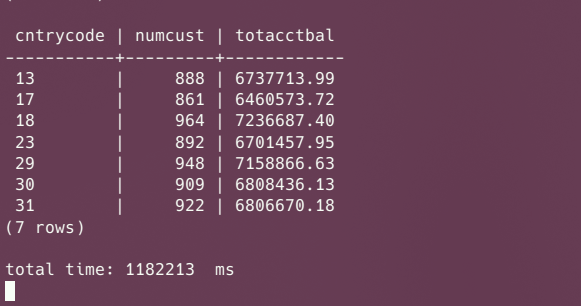 cntrycode | numcust | totacctbal
-----------+---------+------------
13 | 888 | 6737713.99
17 | 861 | 6460573.72
18 | 964 | 7236687.40
23 | 892 | 6701457.95
29 | 948 | 7158866.63
30 | 909 | 6808436.13
31 | 922 | 6806670.18
(7 rows)
total time: 1182213 ms